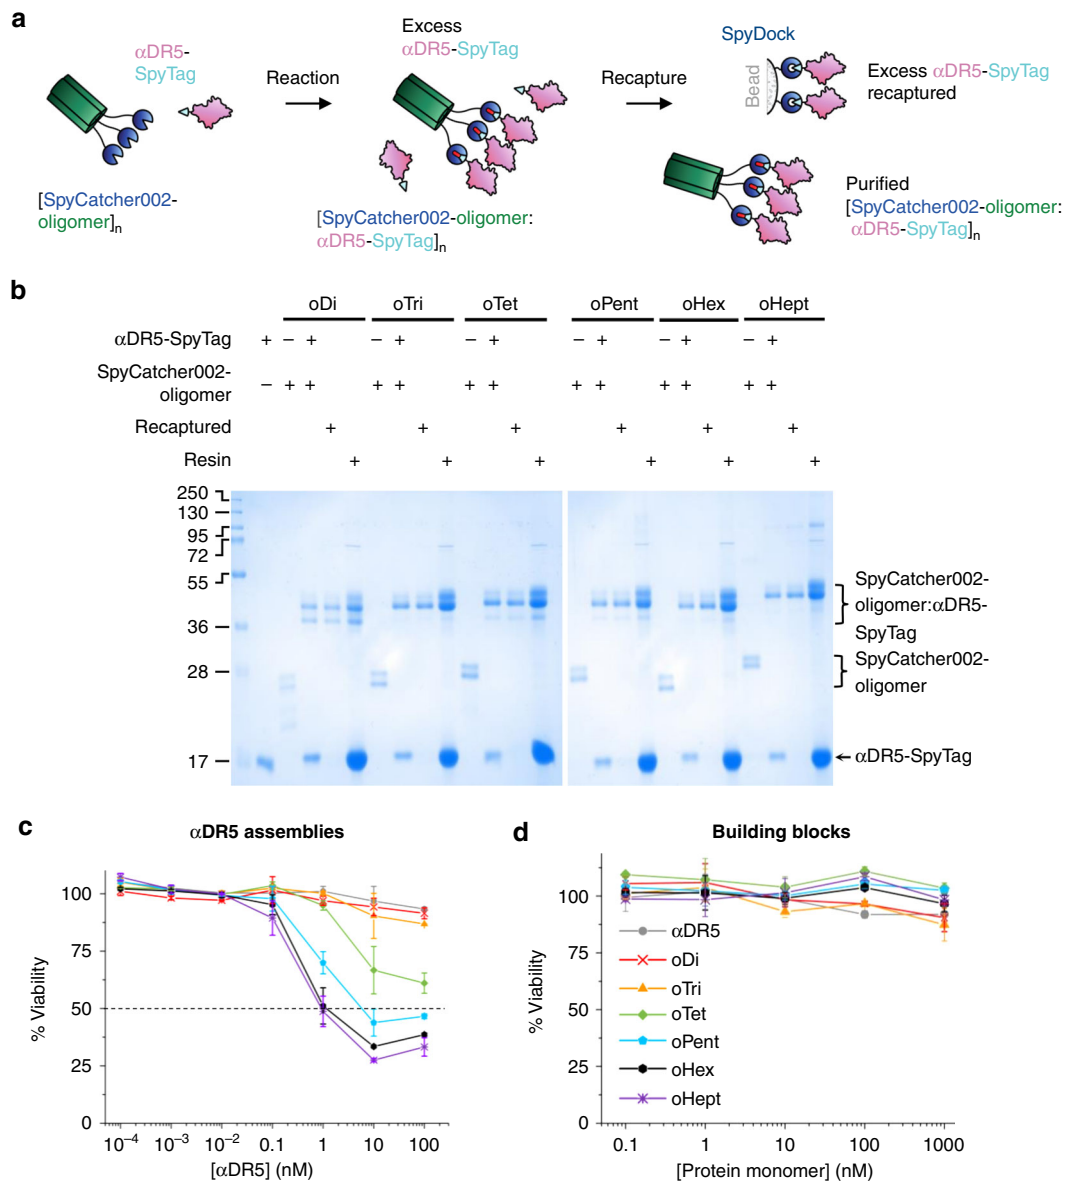 a
αDR5-
SpyTag
Reaction
Excess
αDR5-SpyTag
Recapture
SpyDock
Bead
Excess αDR5-SpyTag
recaptured
[SpyCatcher002-
oligomer]n
[SpyCatcher002-oligomer:
αDR5-SpyTag]n
Purified
[SpyCatcher002-oligomer:
αDR5-SpyTag]n
b
oDi oTri oTet oPent oHex oHept
αDR5-SpyTag + − + − + − + − + − + − +
SpyCatcher002-
oligomer − + + + + + + + + + + + +
Recaptured + + + + + +
Resin + + + + + +
250
130
95
72
55
36
28
17
SpyCatcher002-
oligomer:αDR5-
SpyTag
SpyCatcher002-
oligomer
αDR5-SpyTag
c
αDR5 assemblies
% Viability
100
75
50
25
0
10−4 10−3 10−2 0.1 1 10 100
[αDR5] (nM)
d
Building blocks
% Viability
100
75
50
25
0
αDR5
oDi
oTri
oTet
oPent
oHex
oHept
0.1 1 10 100 1000
[Protein monomer] (nM)